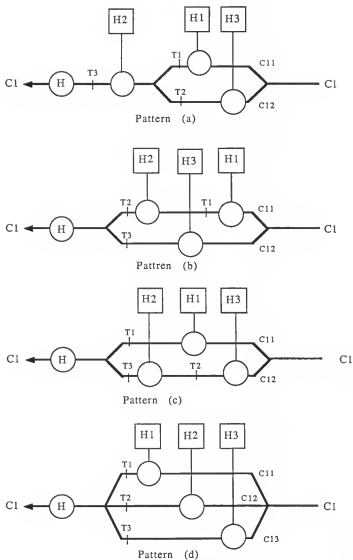 H2 H1 H3
T1 C11
C1 H T3 C1
T2 C12
Pattern (a)
H2 H3 H1
T2 T1 C11
C1 H C1
T3 C12
Pattren (b)
H2 H1 H3
T1 C11
C1 H C1
T3 T2 C12
Pattern (c)
H1 H2 H3
T1 C11
C1 H T2 C12 C1
T3 C13
Pattern (d)